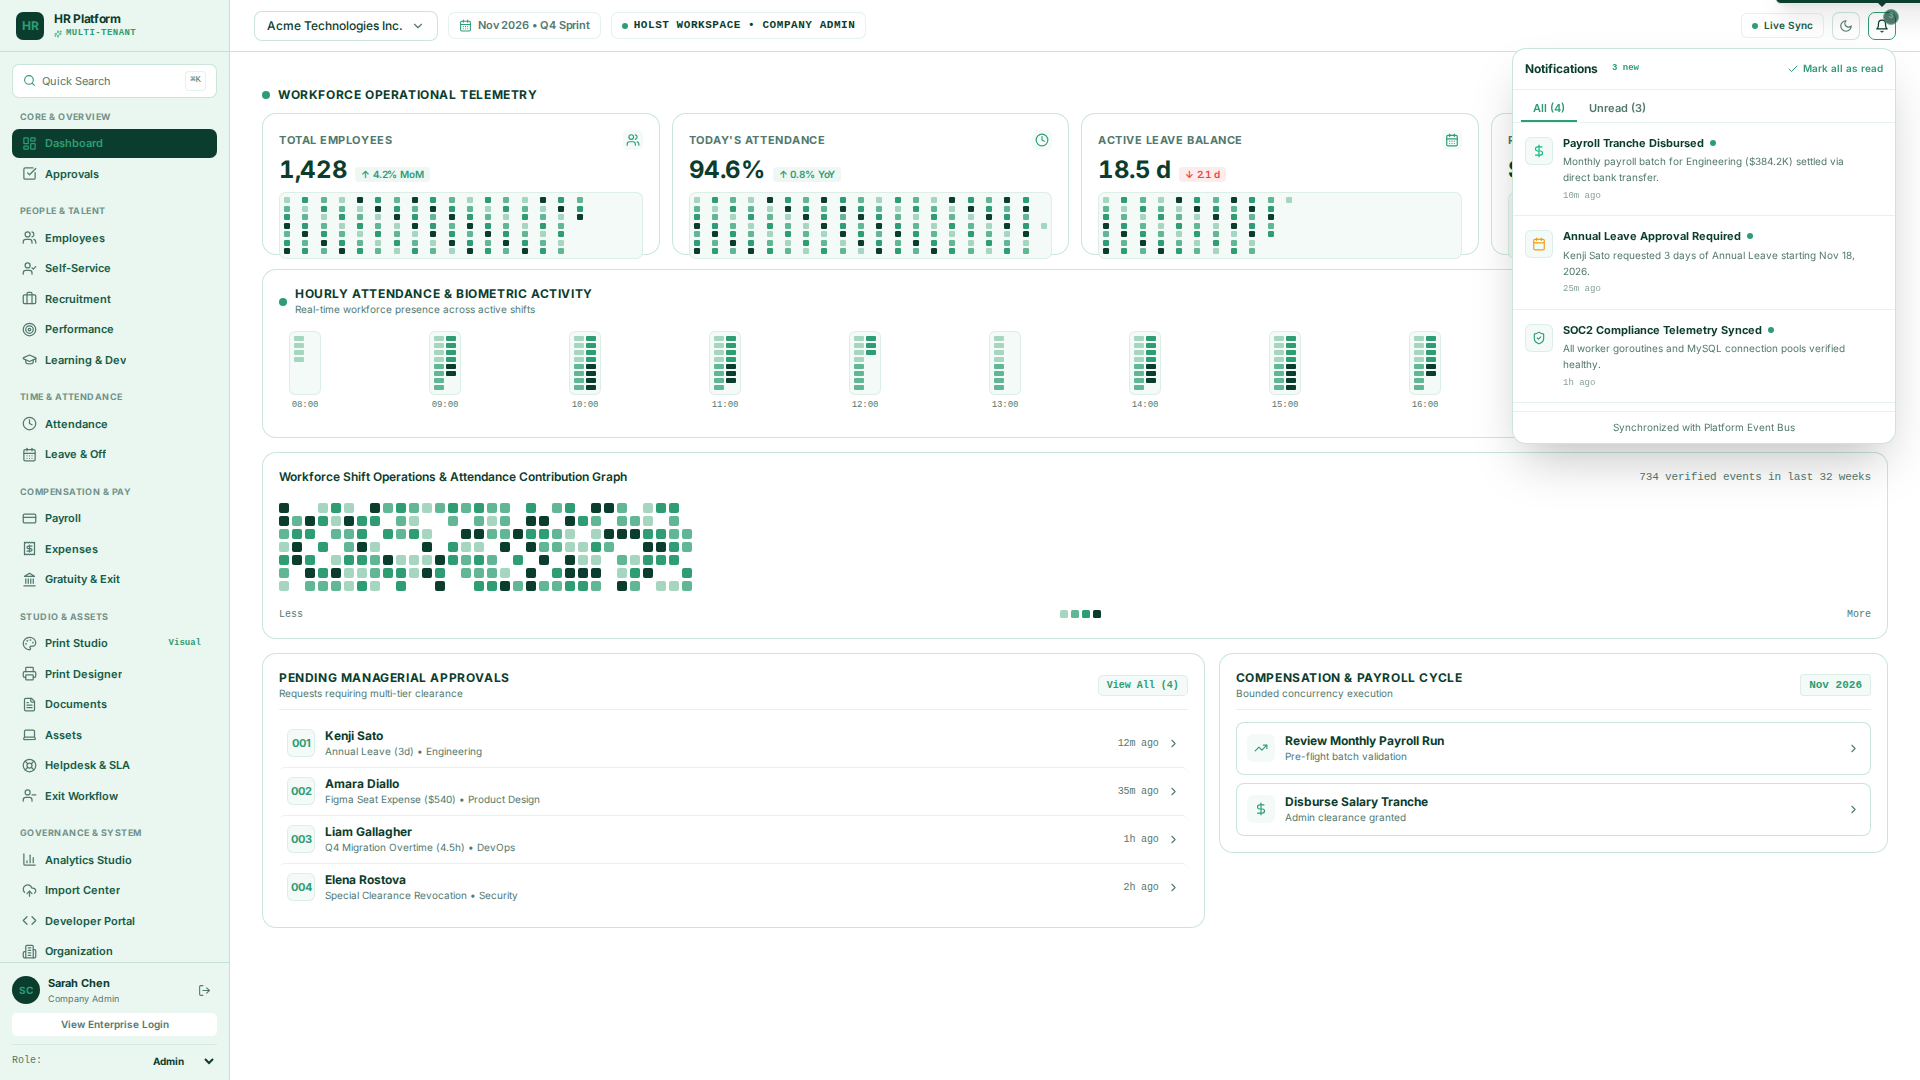 HR
HR Platform
MULTI-TENANT
Quick Search
⌘K
CORE & OVERVIEW
Dashboard
Approvals
PEOPLE & TALENT
Employees
Self-Service
Recruitment
Performance
Learning & Dev
TIME & ATTENDANCE
Attendance
Leave & Off
COMPENSATION & PAY
Payroll
Expenses
Gratuity & Exit
STUDIO & ASSETS
Print Studio
Visual
Print Designer
Documents
Assets
Helpdesk & SLA
Exit Workflow
GOVERNANCE & SYSTEM
Analytics Studio
Import Center
Developer Portal
Organization
SC
Sarah Chen
Company Admin
View Enterprise Login
Role:
Admin
Acme Technologies Inc.
Nov 2026 • Q4 Sprint
HOLST WORKSPACE • COMPANY ADMIN
Live Sync
WORKFORCE OPERATIONAL TELEMETRY
TOTAL EMPLOYEES
1,428
↑ 4.2% MoM
TODAY'S ATTENDANCE
94.6%
↑ 0.8% YoY
ACTIVE LEAVE BALANCE
18.5 d
↓ 2.1 d
HOURLY ATTENDANCE & BIOMETRIC ACTIVITY
Real-time workforce presence across active shifts
08:00
09:00
10:00
11:00
12:00
13:00
14:00
15:00
16:00
Notifications
3 new
Mark all as read
All (4)
Unread (3)
Payroll Tranche Disbursed
Monthly payroll batch for Engineering ($384.2K) settled via
direct bank transfer.
10m ago
Annual Leave Approval Required
Kenji Sato requested 3 days of Annual Leave starting Nov 18,
2026.
25m ago
SOC2 Compliance Telemetry Synced
All worker goroutines and MySQL connection pools verified
healthy.
1h ago
Synchronized with Platform Event Bus
Workforce Shift Operations & Attendance Contribution Graph
734 verified events in last 32 weeks
Less
More
PENDING MANAGERIAL APPROVALS
Requests requiring multi-tier clearance
View All (4)
001
Kenji Sato
Annual Leave (3d) • Engineering
12m ago
002
Amara Diallo
Figma Seat Expense ($540) • Product Design
35m ago
003
Liam Gallagher
Q4 Migration Overtime (4.5h) • DevOps
1h ago
004
Elena Rostova
Special Clearance Revocation • Security
2h ago
COMPENSATION & PAYROLL CYCLE
Bounded concurrency execution
Nov 2026
Review Monthly Payroll Run
Pre-flight batch validation
Disburse Salary Tranche
Admin clearance granted